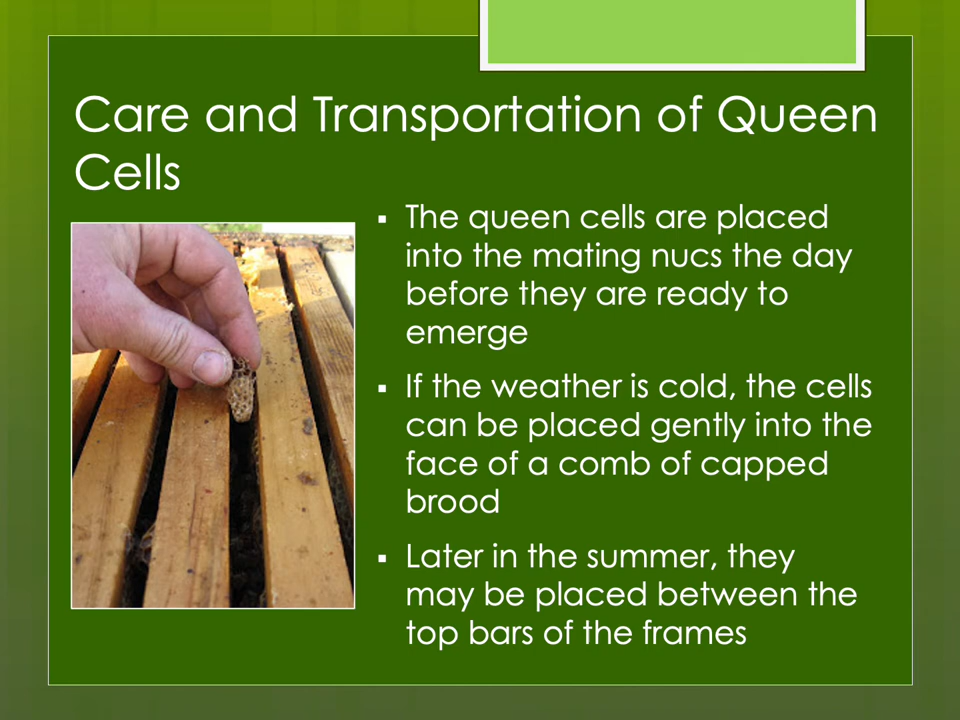 Care and Transportation of Queen
Cells
▪ The queen cells are placed
into the mating nucs the day
before they are ready to
emerge
▪ If the weather is cold, the cells
can be placed gently into the
face of a comb of capped
brood
▪ Later in the summer, they
may be placed between the
top bars of the frames